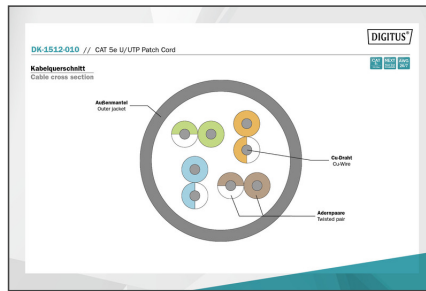 DIGITUS®
DK-1512-010 // CAT 5e U/UTP Patch Cord
Kabelquerschnitt
Cable cross section
Außenmantel
Outer jacket
Cu-Draht
Cu-Wire
Adernpaare
Twisted pair